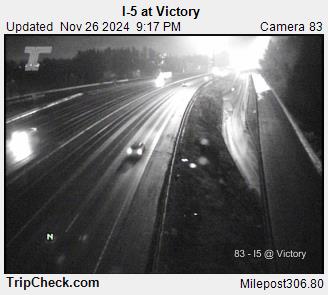 I-5 at Victory
Updated Nov 26 2024 9:17 PM Camera 83
T
N
83 - I5 @ Victory
TripCheck.com Milepost306.80